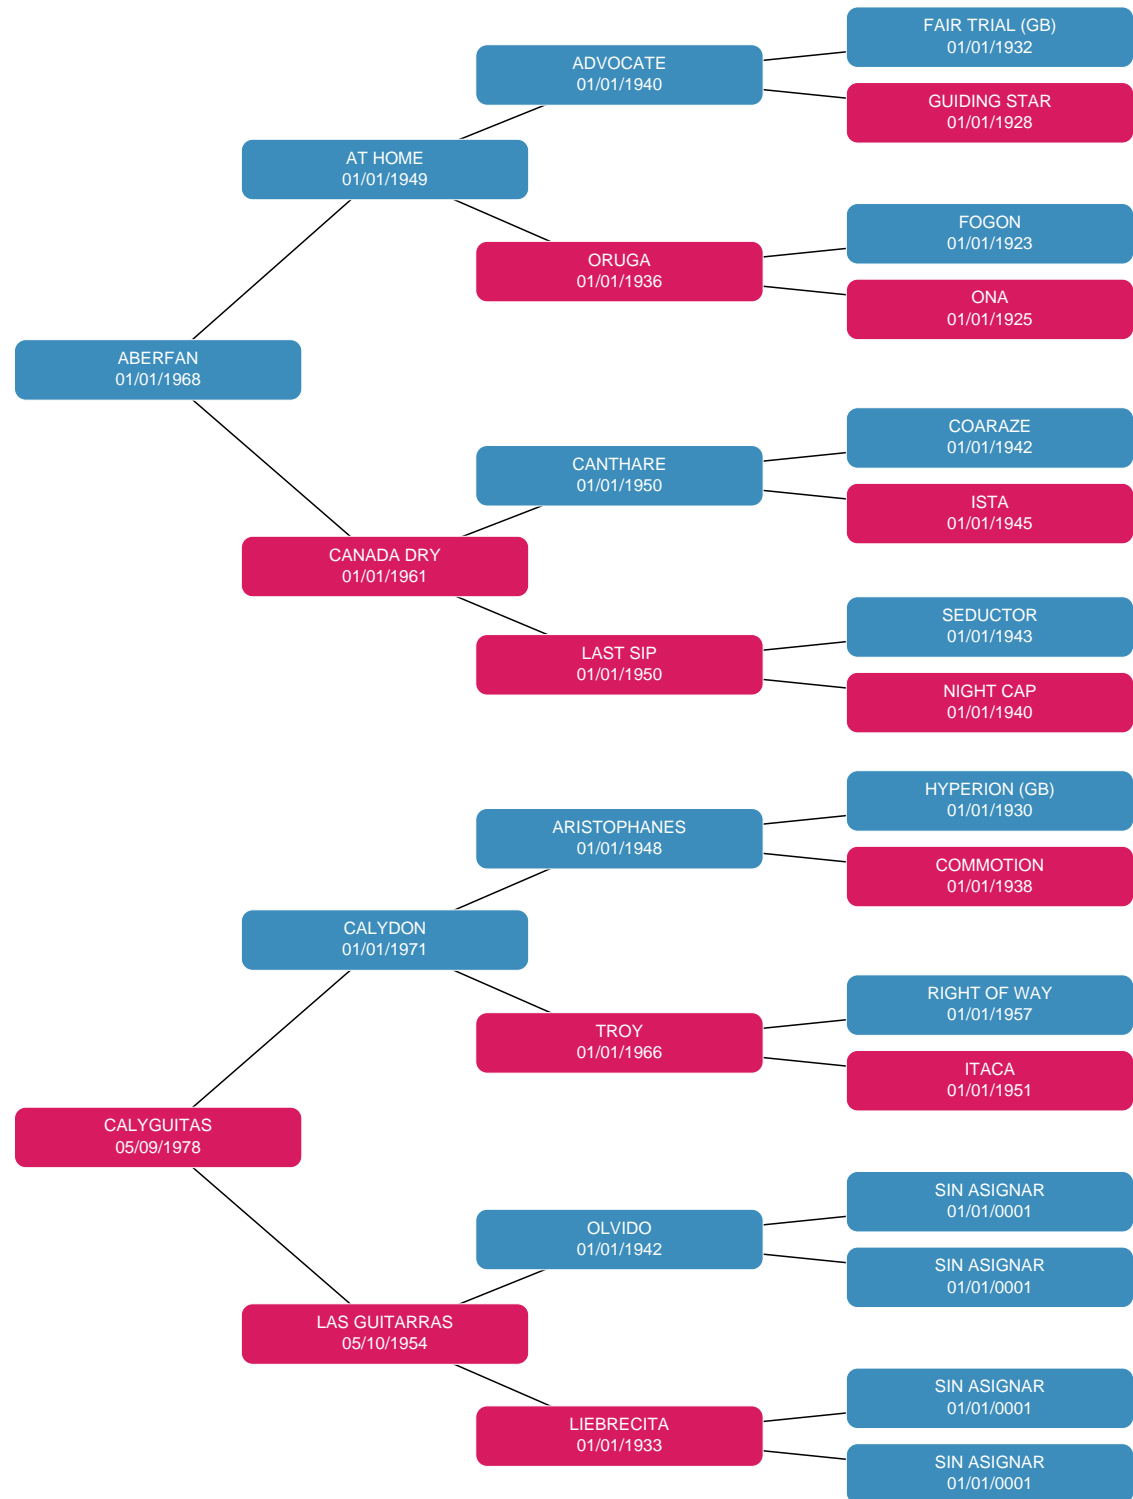 FAIR TRIAL (GB)
01/01/1932
ADVOCATE
01/01/1940
GUIDING STAR
01/01/1928
AT HOME
01/01/1949
FOGON
01/01/1923
ORUGA
01/01/1936
ONA
01/01/1925
ABERFAN
01/01/1968
COARAZE
01/01/1942
CANTHARE
01/01/1950
ISTA
01/01/1945
CANADA DRY
01/01/1961
SEDUCTOR
01/01/1943
LAST SIP
01/01/1950
NIGHT CAP
01/01/1940
HYPERION (GB)
01/01/1930
ARISTOPHANES
01/01/1948
COMMOTION
01/01/1938
CALYDON
01/01/1971
RIGHT OF WAY
01/01/1957
TROY
01/01/1966
ITACA
01/01/1951
CALYGUITAS
05/09/1978
SIN ASIGNAR
01/01/0001
OLVIDO
01/01/1942
SIN ASIGNAR
01/01/0001
LAS GUITARRAS
05/10/1954
SIN ASIGNAR
01/01/0001
LIEBRECITA
01/01/1933
SIN ASIGNAR
01/01/0001